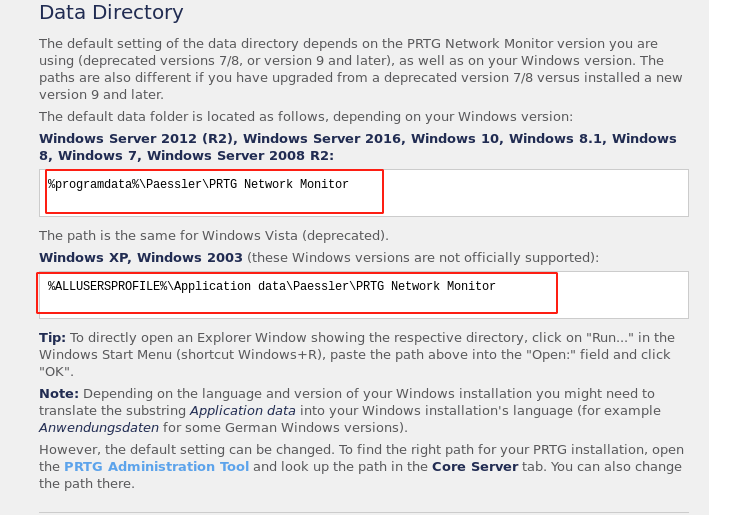 Data Directory
The default setting of the data directory depends on the PRTG Network Monitor version you are
using (deprecated versions 7/8, or version 9 and later), as well as on your Windows version. The
paths are also different if you have upgraded from a deprecated version 7/8 versus installed a new
version 9 and later.
The default data folder is located as follows, depending on your Windows version:
Windows Server 2012 (R2), Windows Server 2016, Windows 10, Windows 8.1, Windows
8, Windows 7, Windows Server 2008 R2:
%programdata%\Paessler\PRTG Network Monitor
The path is the same for Windows Vista (deprecated).
Windows XP, Windows 2003 (these Windows versions are not officially supported):
%ALLUSERSPROFILE%\Application data\Paessler\PRTG Network Monitor
Tip: To directly open an Explorer Window showing the respective directory, click on "Run..." in the
Windows Start Menu (shortcut Windows+R), paste the path above into the "Open:" field and click
"OK".
Note: Depending on the language and version of your Windows installation you might need to
translate the substring Application data into your Windows installation's language (for example
Anwendungsdaten for some German Windows versions).
However, the default setting can be changed. To find the right path for your PRTG installation, open
the PRTG Administration Tool and look up the path in the Core Server tab. You can also change
the path there.